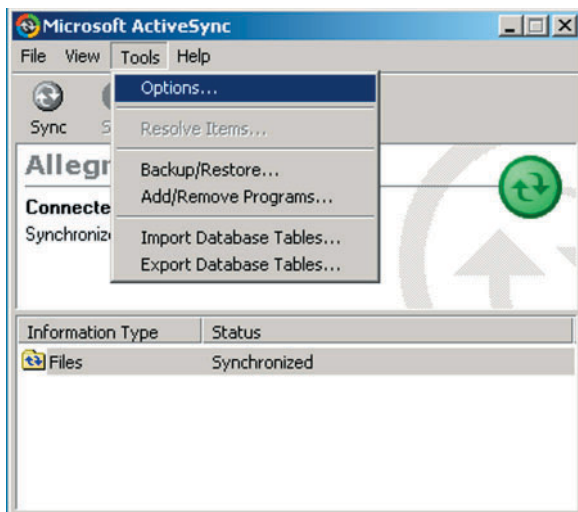 Microsoft ActiveSync
File View Tools Help
Options...
Sync
Resolve Items...
Backup/Restore...
Add/Remove Programs...
Import Database Tables...
Export Database Tables...
Information Type Status
Files Synchronized